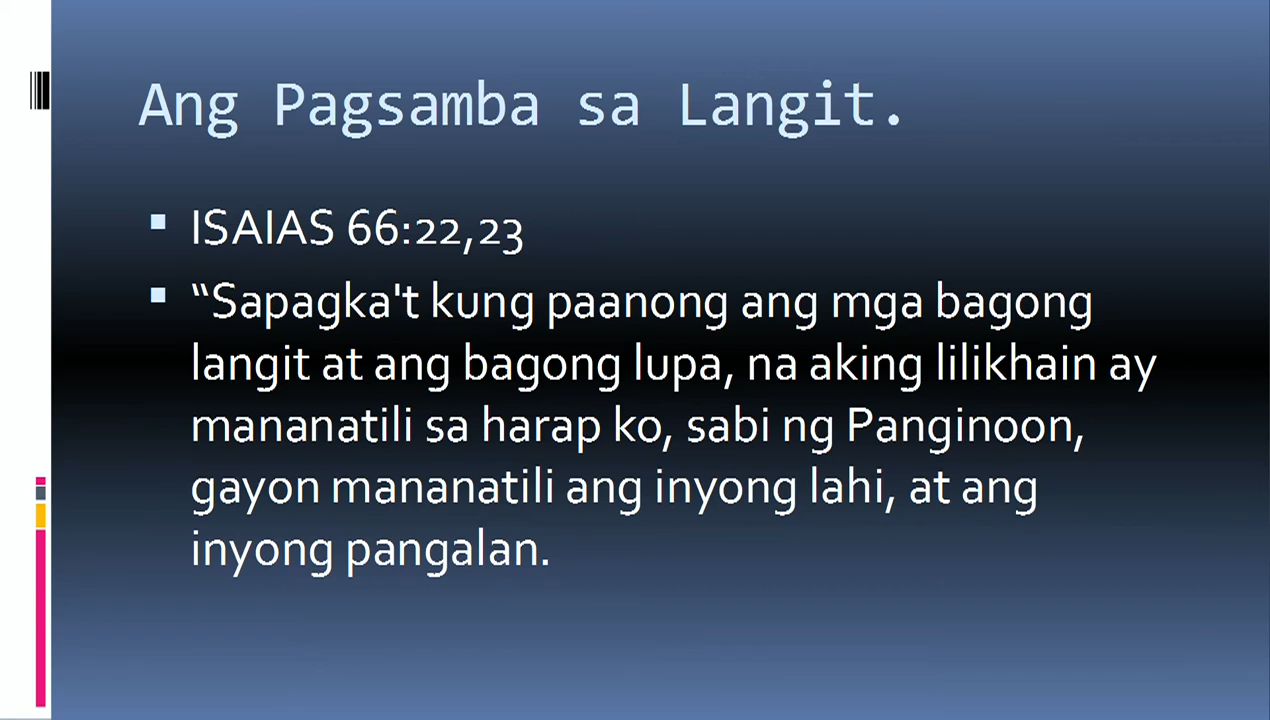 Ang Pagsamba sa Langit.
ISAIAS 66:22,23
“Sapagka't kung paanong ang mga bagong
langit at ang bagong lupa, na aking lilikhain ay
mananatili sa harap ko, sabi ng Panginoon,
gayon mananatili ang inyong lahi, at ang
inyong pangalan.